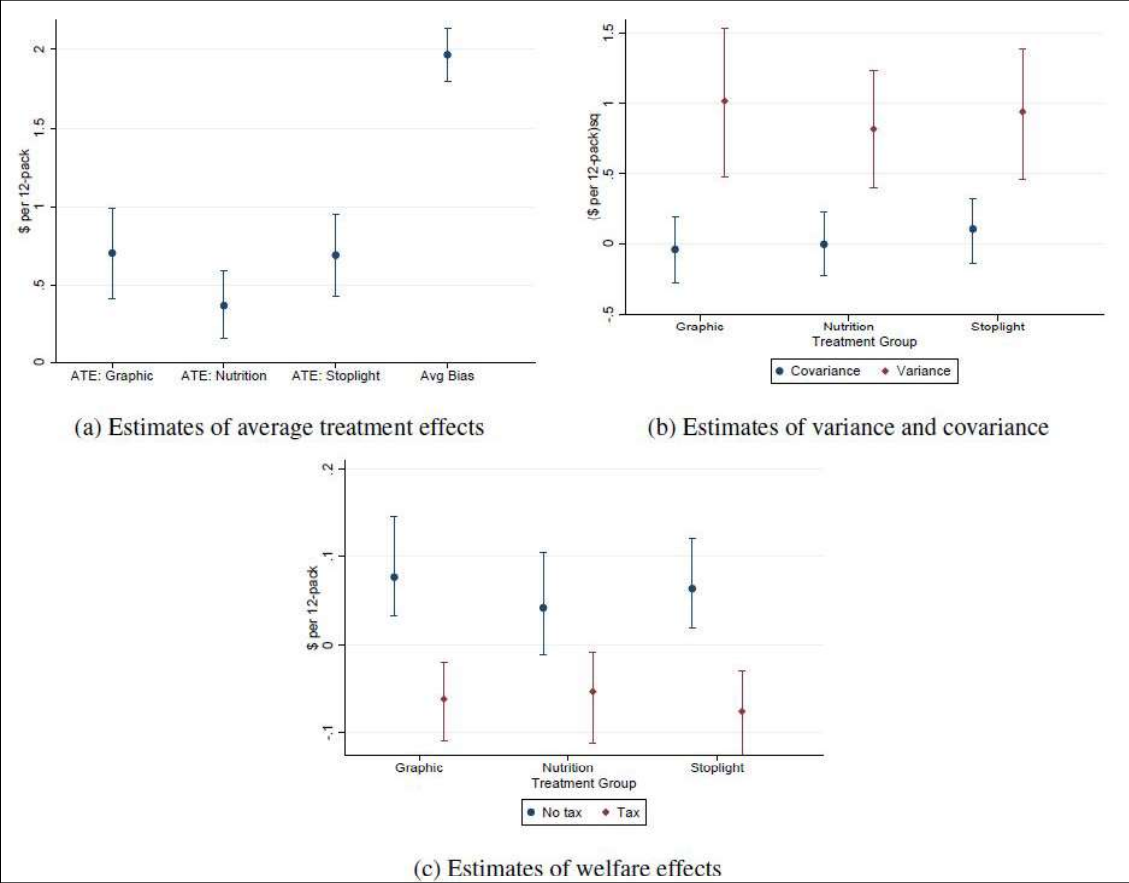 $ per 12-pack
2
1.5
1
.5
0
ATE: Graphic ATE: Nutrition ATE: Stoplight Avg Bias
(a) Estimates of average treatment effects
($ per 12-pack)sq
1.5
1
.5
0
-.5
Graphic Nutrition Stoplight
Treatment Group
Covariance Variance
(b) Estimates of variance and covariance
$ per 12-pack
.2
.1
0
-.1
Graphic Nutrition Stoplight
Treatment Group
No tax Tax
(c) Estimates of welfare effects